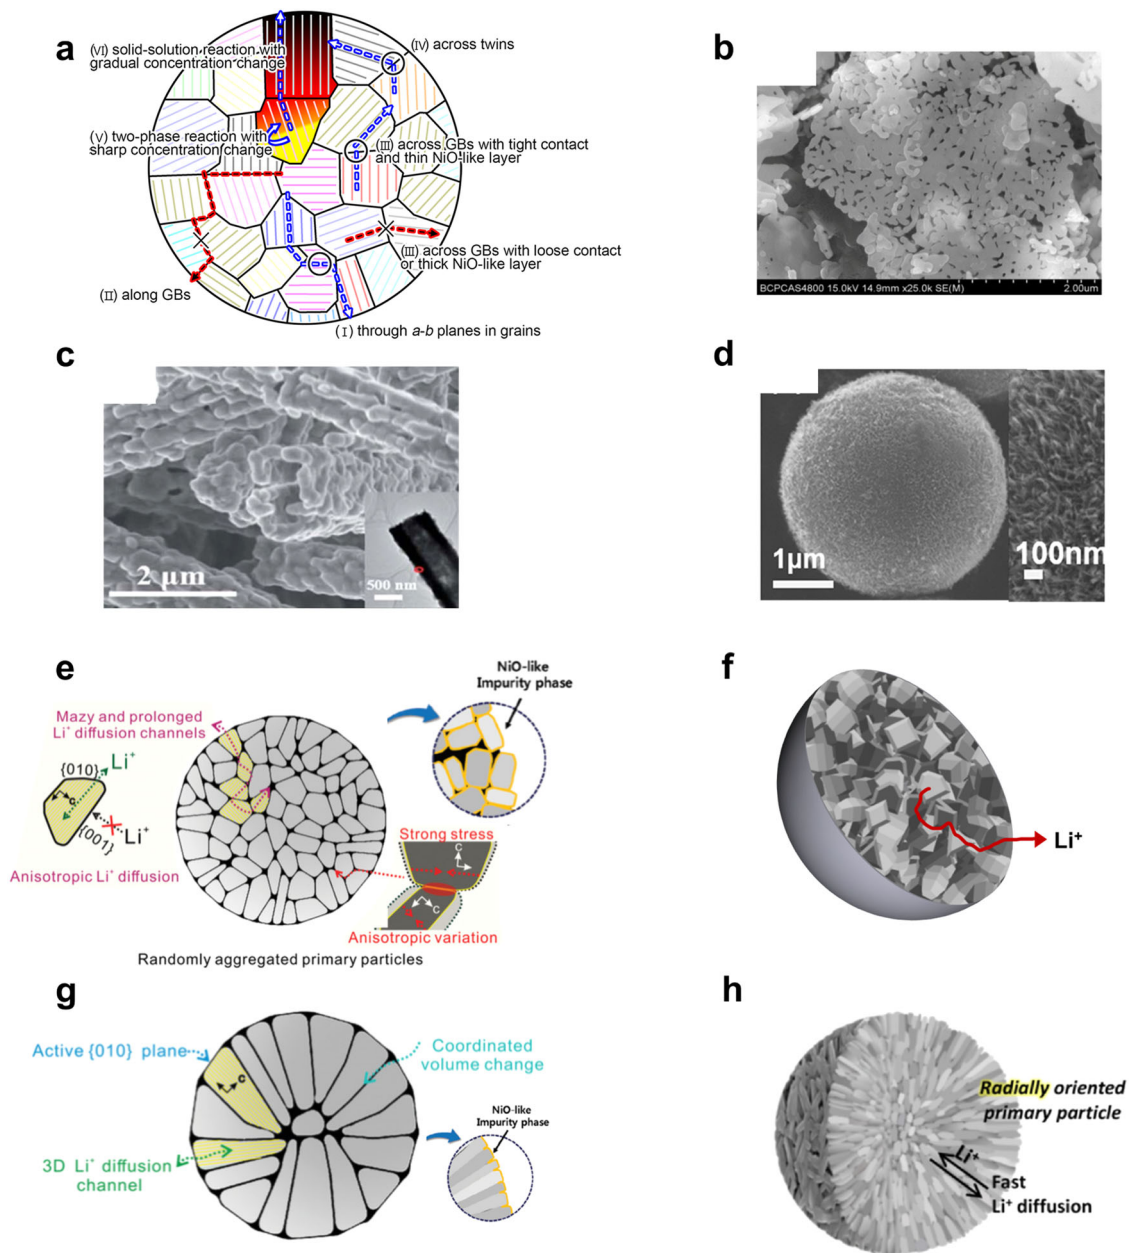 a
(VI) solid-solution reaction with
gradual concentration change
(IV) across twins
(V) two-phase reaction with
sharp concentration change
(III) across GBs with tight contact
and thin NiO-like layer
(III) across GBs with loose contact
or thick NiO-like layer
(II) along GBs
(I) through a-b planes in grains
b
BCPCAS4800 15.0kV 14.9mm x25.0k SE(M)
2.00um
c
2 μm
500 nm
d
1μm
100nm
e
NiO-like
Impurity phase
Mazy and prolonged
Li⁺ diffusion channels
{010}
Li⁺
c
{001}
Li⁺
Anisotropic Li⁺ diffusion
Strong stress
c
c
Anisotropic variation
Randomly aggregated primary particles
f
Li⁺
g
Active {010} plane
c
Coordinated
volume change
NiO-like
Impurity phase
3D Li⁺ diffusion
channel
h
Radially oriented
primary particle
Li⁺
Fast
Li⁺ diffusion